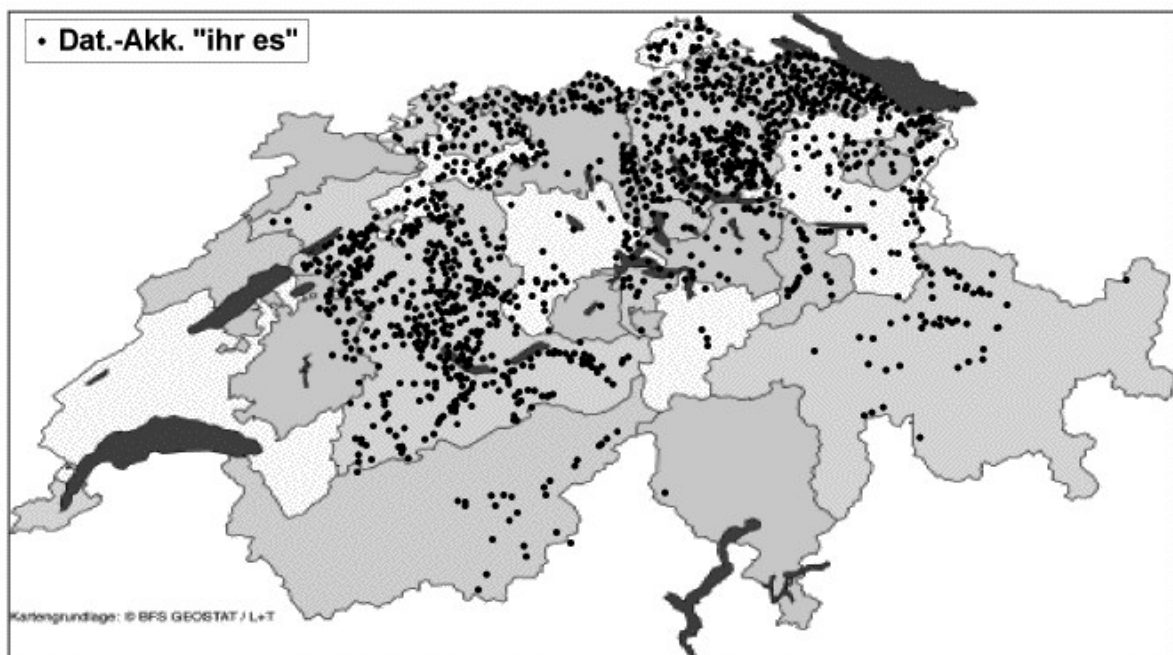 • Dat.-Akk. "ihr es"
Kartengrundlage: © BFS GEOSTAT / L+T